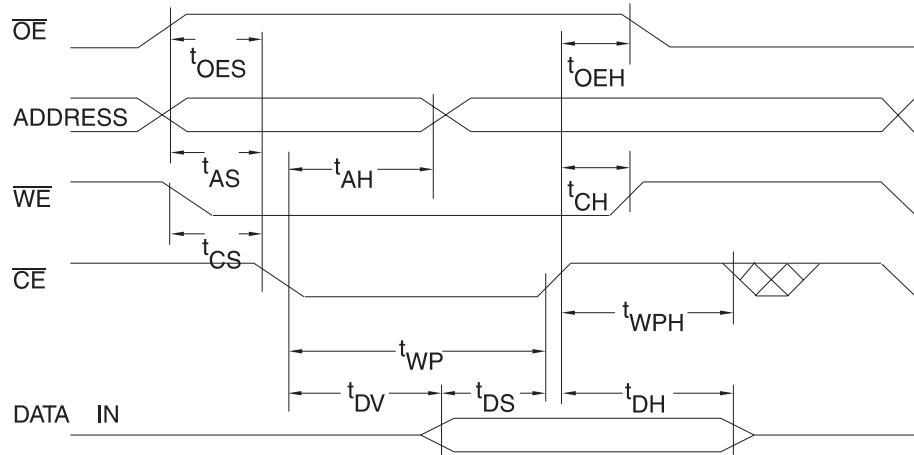 OE
tOES
tOEH
ADDRESS
tAS
tAH
WE
tCH
tCS
CE
tWPH
tWP
tDV
tDS
tDH
DATA IN